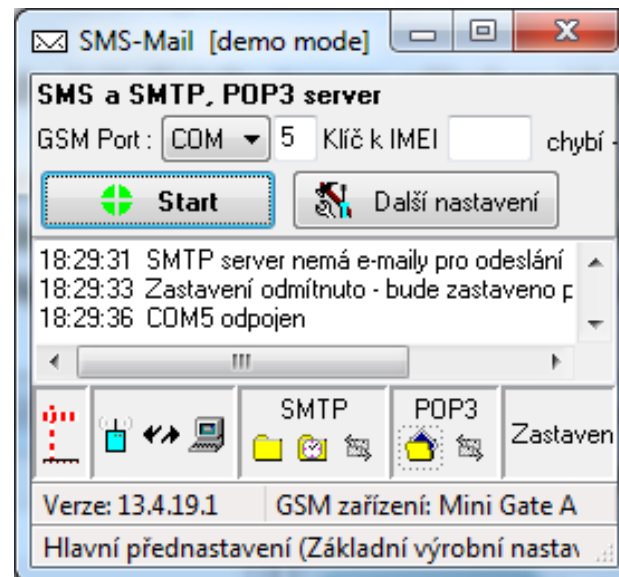 SMS-Mail [demo mode]
SMS a SMTP, POP3 server
GSM Port : COM 5 Klíč k IMEI chybí -
Start Další nastavení
18:29:31 SMTP server nemá e-maily pro odeslání
18:29:33 Zastavení odmítnuto - bude zastaveno p
18:29:36 COM5 odpojen
SMTP POP3
Zastaven
Verze: 13.4.19.1 GSM zařízení: Mini Gate A
Hlavní přednastavení (Základní výrobní nastav